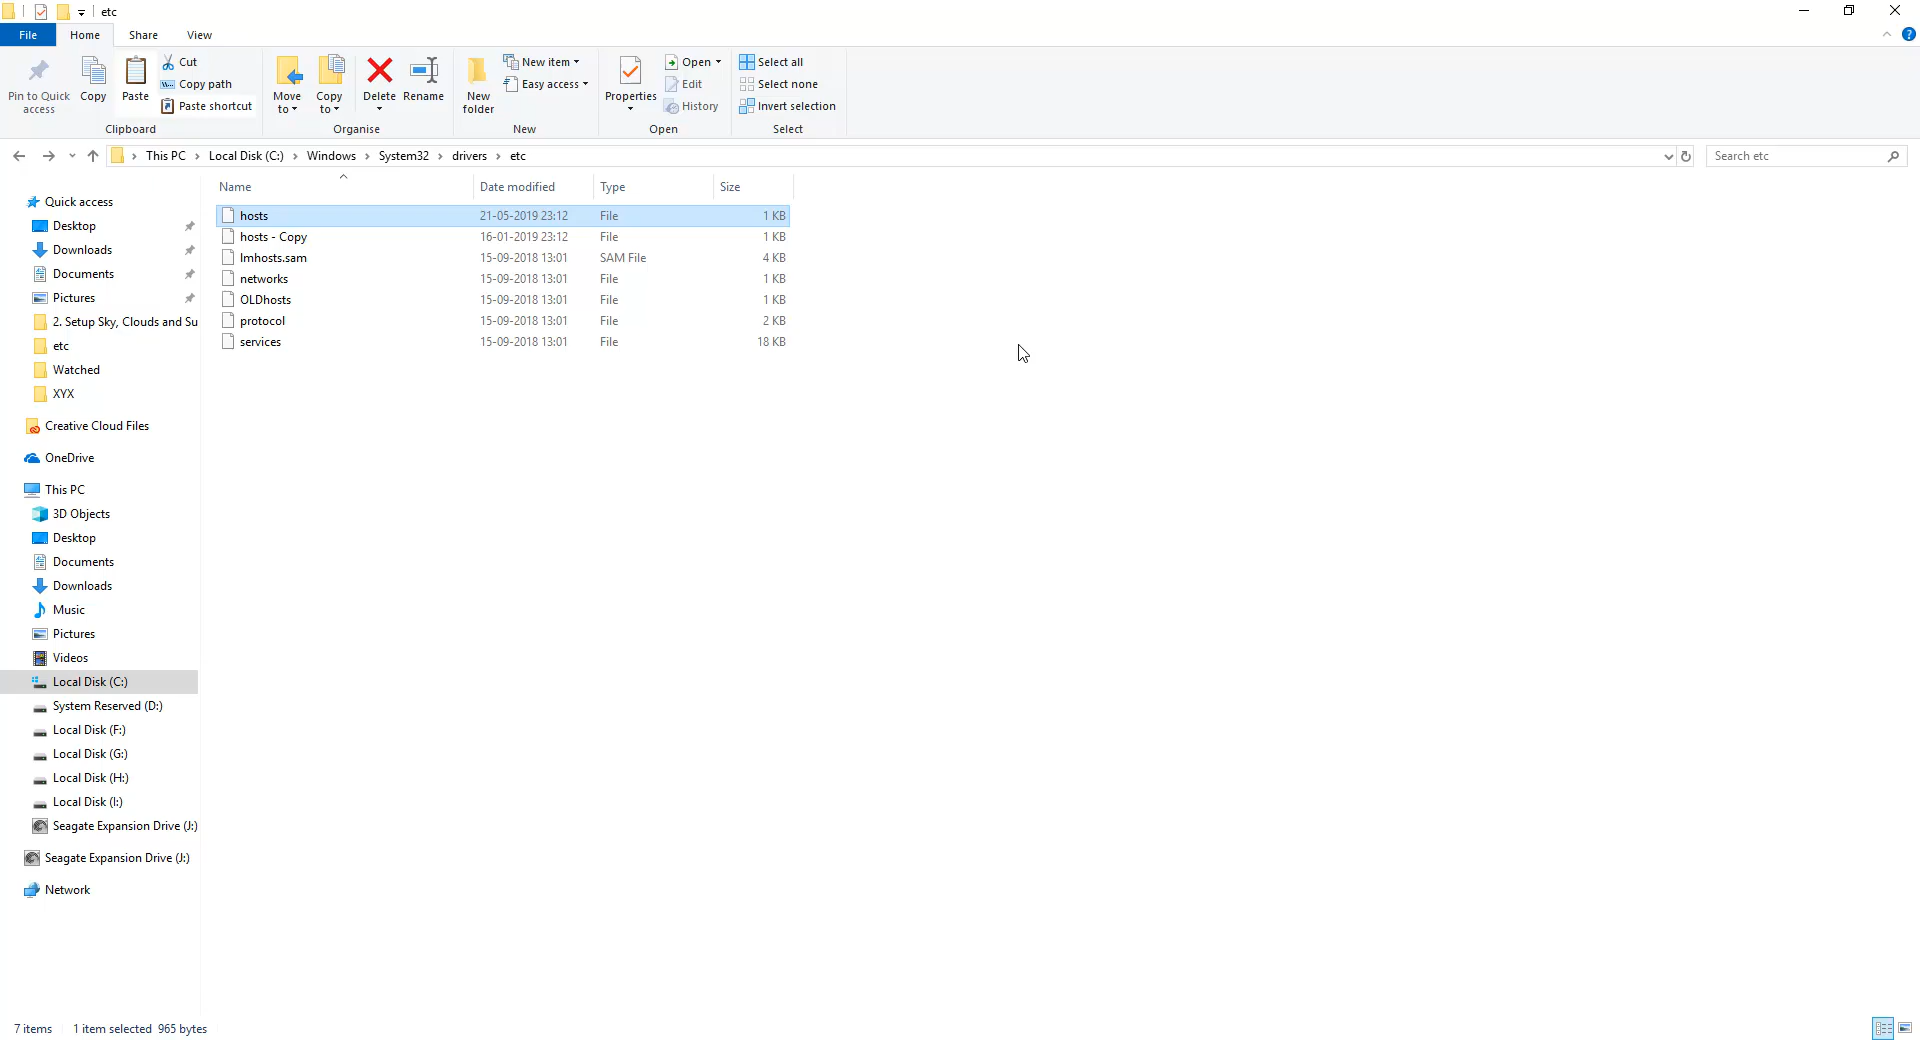 etc
File Home Share View
Pin to Quick access
Copy
Paste
Cut
Copy path
Paste shortcut
Clipboard
Move to
Copy to
Delete
Rename
Organise
New folder
New item
Easy access
New
Properties
Open
Edit
History
Open
Select all
Select none
Invert selection
Select
This PC > Local Disk (C:) > Windows > System32 > drivers > etc
Search etc
Name Date modified Type Size
hosts 21-05-2019 23:12 File 1 KB
hosts - Copy 16-01-2019 23:12 File 1 KB
lmhosts.sam 15-09-2018 13:01 SAM File 4 KB
networks 15-09-2018 13:01 File 1 KB
OLDhosts 15-09-2018 13:01 File 1 KB
protocol 15-09-2018 13:01 File 2 KB
services 15-09-2018 13:01 File 18 KB
Quick access
Desktop
Downloads
Documents
Pictures
2. Setup Sky, Clouds and Su
etc
Watched
XYX
Creative Cloud Files
OneDrive
This PC
3D Objects
Desktop
Documents
Downloads
Music
Pictures
Videos
Local Disk (C:)
System Reserved (D:)
Local Disk (F:)
Local Disk (G:)
Local Disk (H:)
Local Disk (I:)
Seagate Expansion Drive (J:)
Seagate Expansion Drive (J:)
Network
7 items 1 item selected 965 bytes